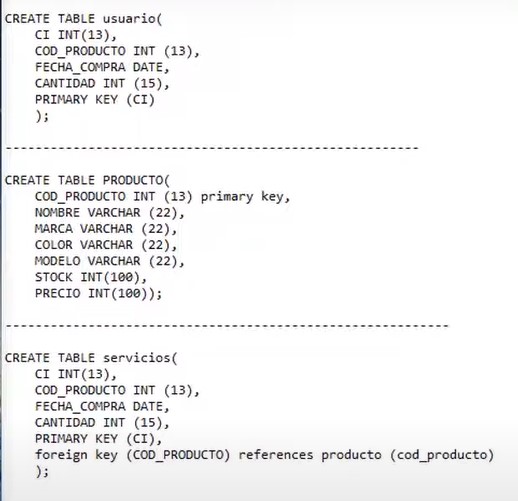 CREATE TABLE usuario(
CI INT(13),
COD_PRODUCTO INT (13),
FECHA_COMPRA DATE,
CANTIDAD INT (15),
PRIMARY KEY (CI)
);
-------------------------------------------------------
CREATE TABLE PRODUCTO(
COD_PRODUCTO INT (13) primary key,
NOMBRE VARCHAR (22),
MARCA VARCHAR (22),
COLOR VARCHAR (22),
MODELO VARCHAR (22),
STOCK INT(100),
PRECIO INT(100));
-----------------------------------------------------------
CREATE TABLE servicios(
CI INT(13),
COD_PRODUCTO INT (13),
FECHA_COMPRA DATE,
CANTIDAD INT (15),
PRIMARY KEY (CI),
foreign key (COD_PRODUCTO) references producto (cod_producto)
);